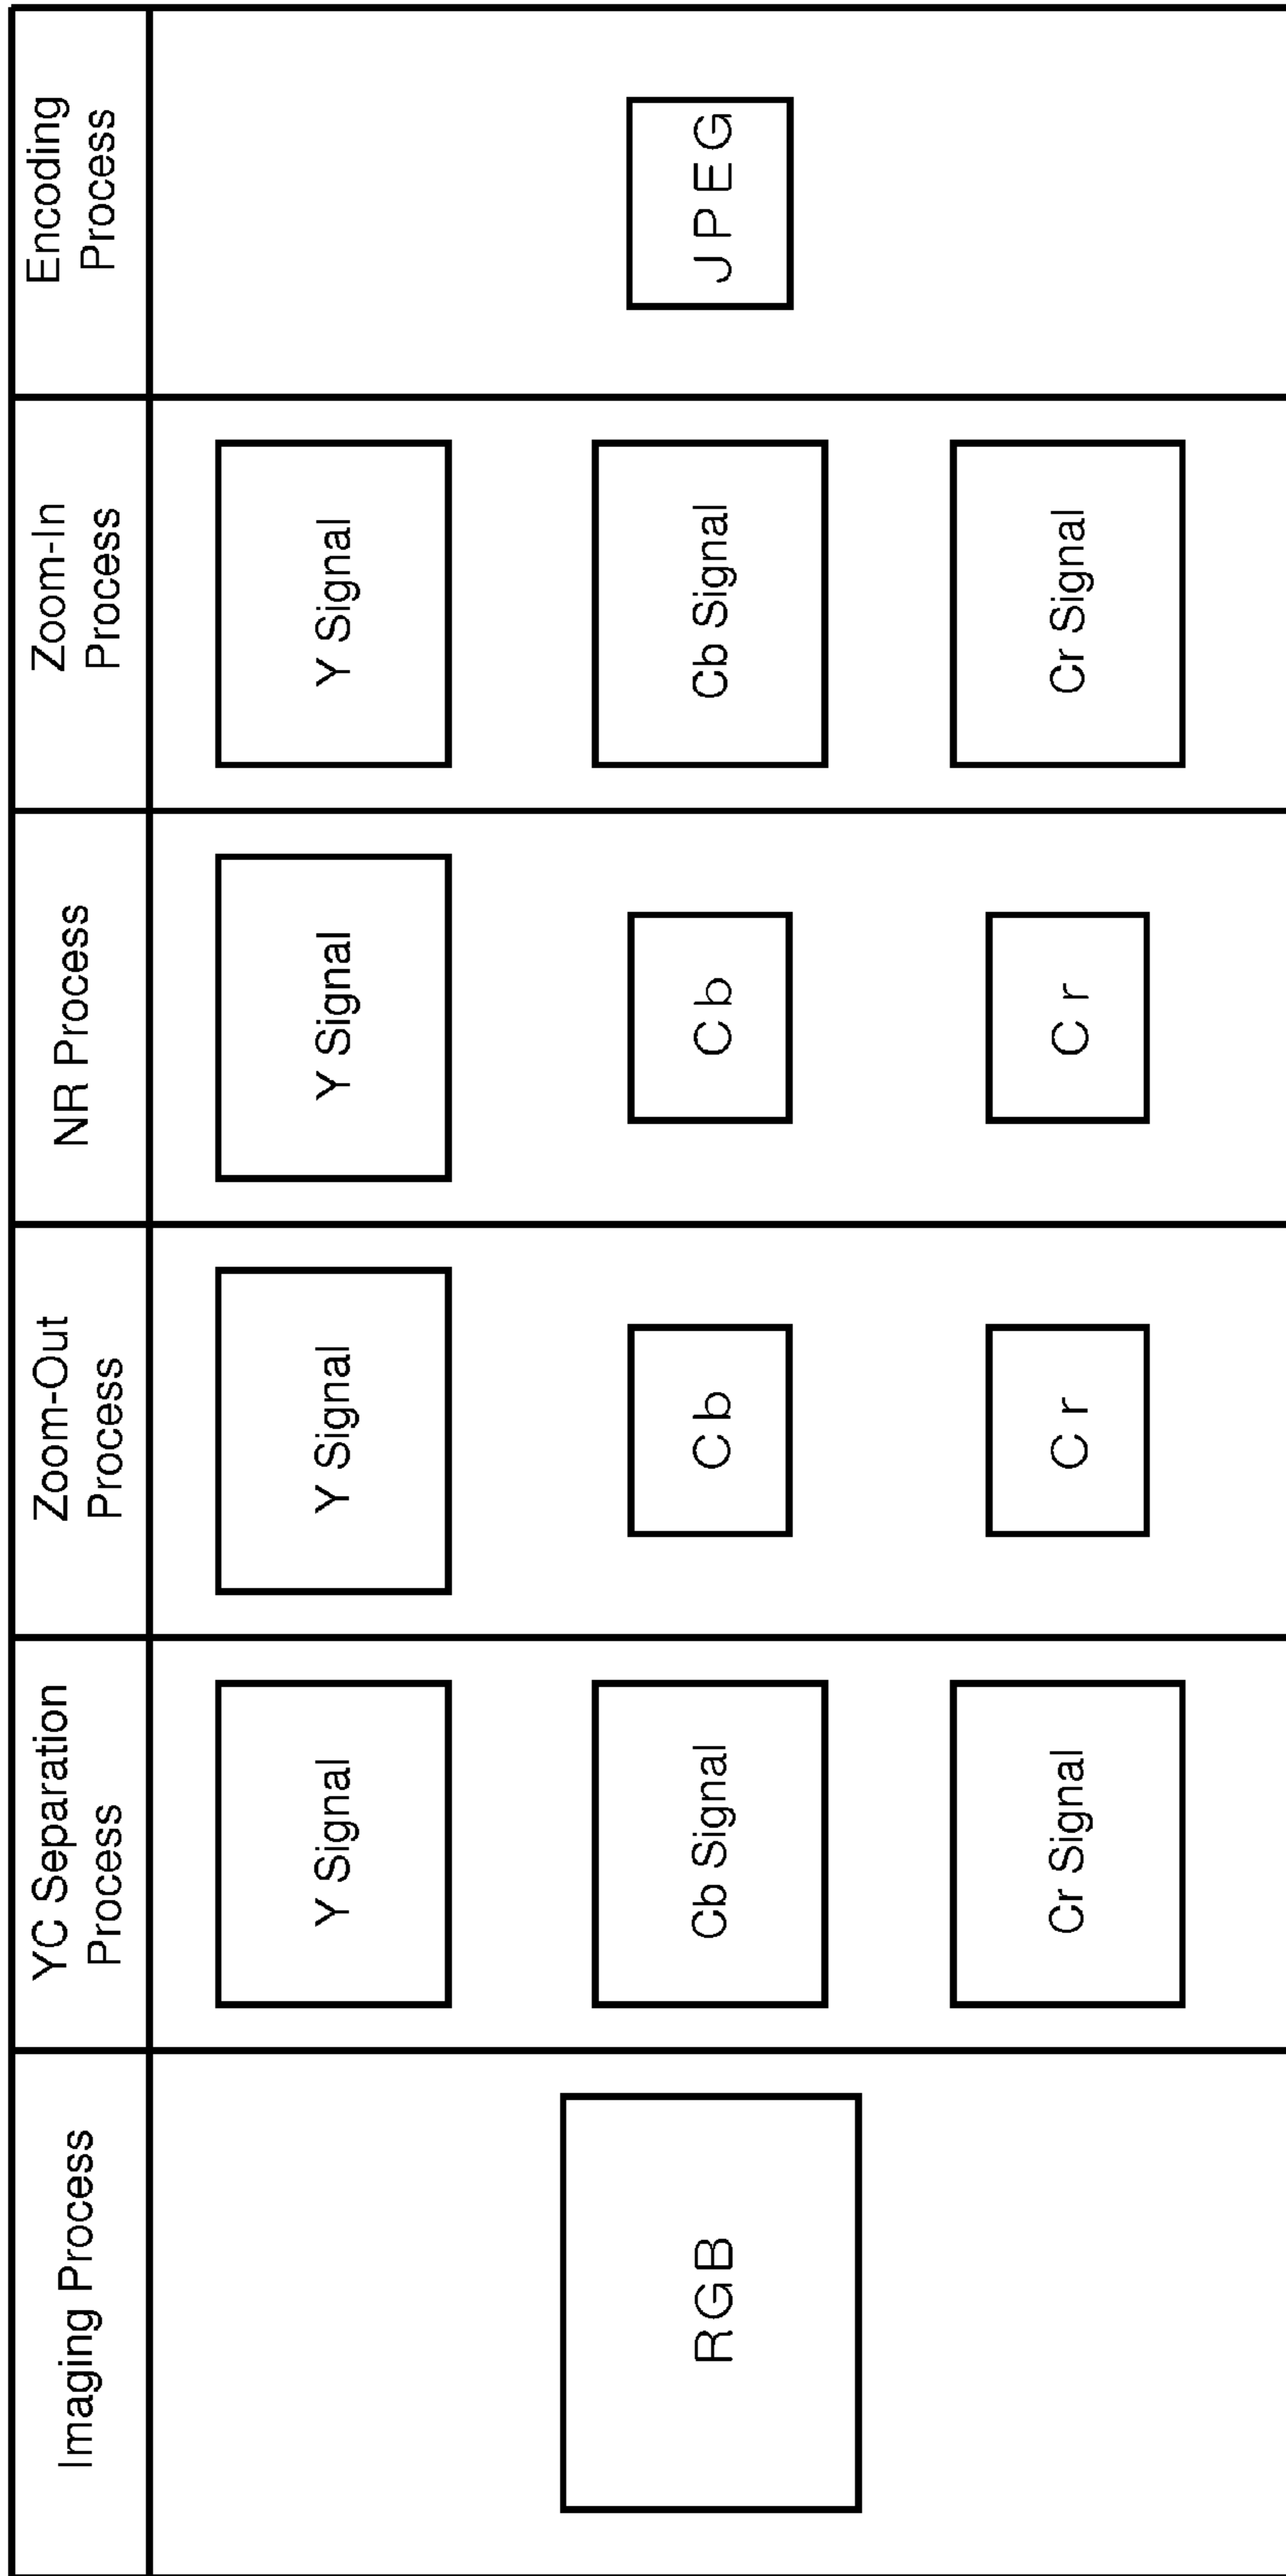 Imaging Process
YC Separation
Process
Zoom-Out
Process
NR Process
Zoom-In
Process
Encoding
Process
RGB
Y Signal
Y Signal
Y Signal
Y Signal
JPEG
Cb Signal
Cb
Cb
Cb Signal
Cr Signal
Cr
Cr
Cr Signal